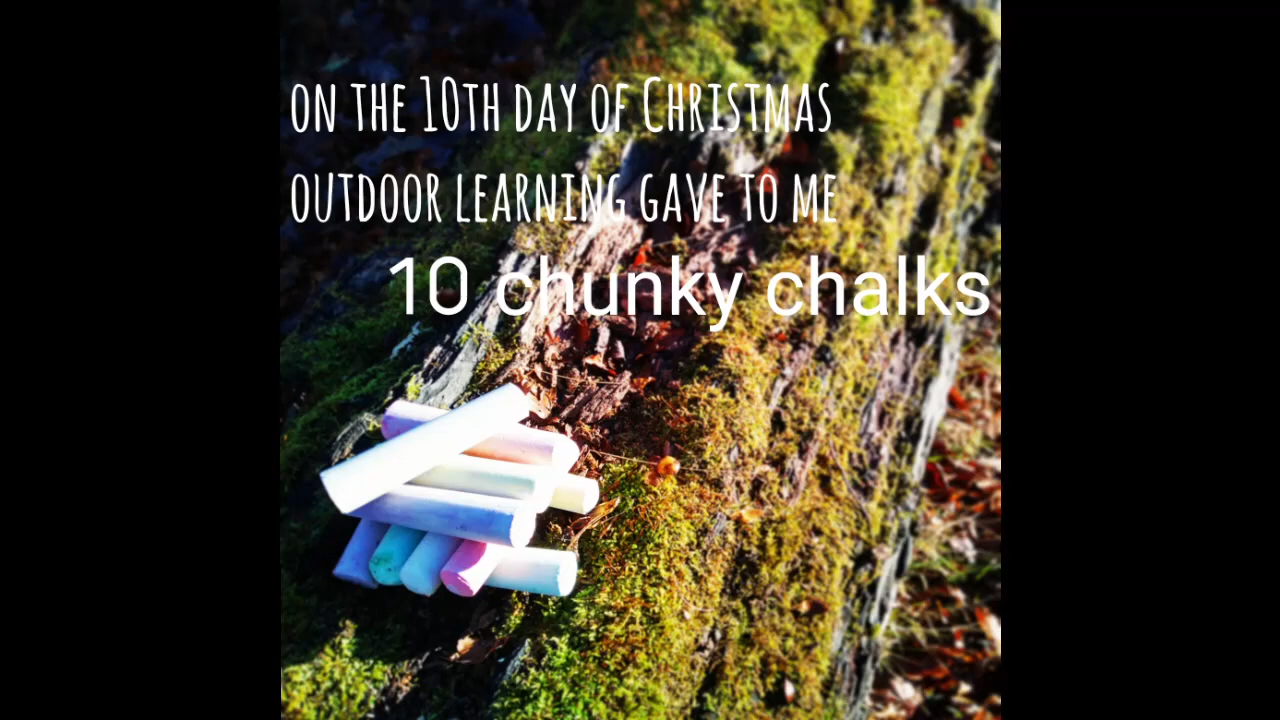 on the 10th day of Christmas
outdoor learning gave to me
10 chunky chalks